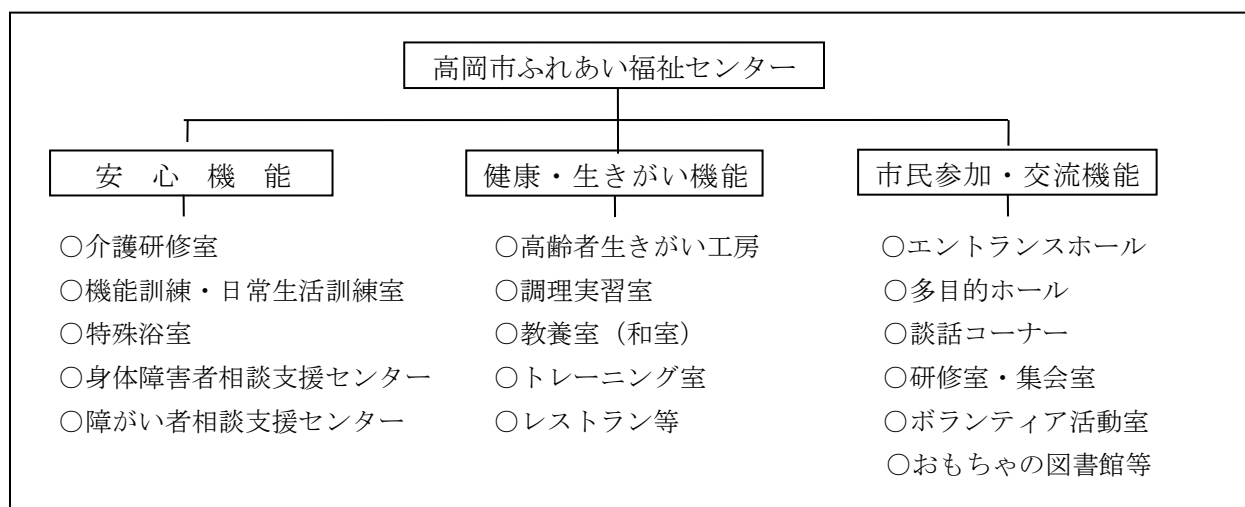 高岡市ふれあい福祉センター
安 心 機 能
○介護研修室
○機能訓練・日常生活訓練室
○特殊浴室
○身体障害者相談支援センター
○障がい者相談支援センター
健康・生きがい機能
○高齢者生きがい工房
○調理実習室
○教養室（和室）
○トレーニング室
○レストラン等
市民参加・交流機能
○エントランスホール
○多目的ホール
○談話コーナー
○研修室・集会室
○ボランティア活動室
○おもちゃの図書館等